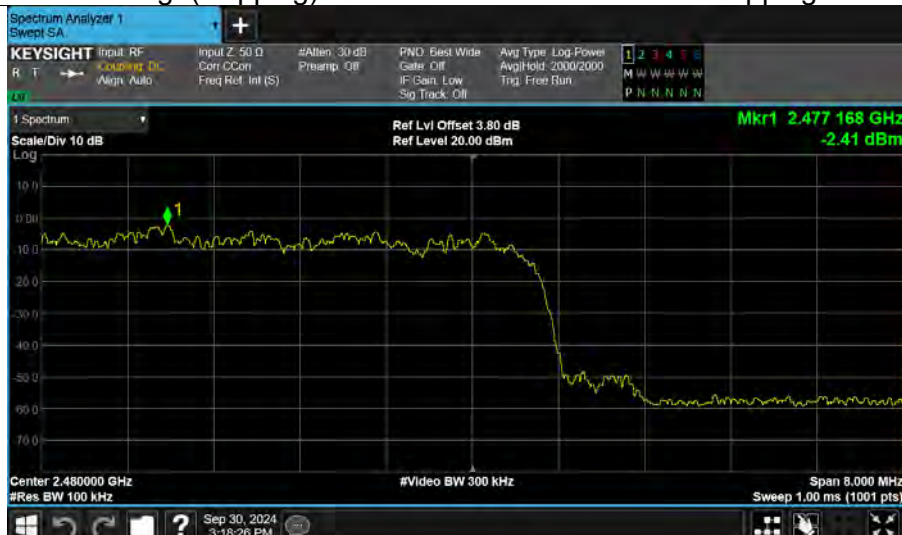 Spectrum Analyzer 1
Swept SA
+
KEYSIGHT Input: RF
R T Coupling: DC
Align: Auto
Input Z: 50 Ω
Corr CCorr
Freq Ref: Int (S)
#Atten: 30 dB
Preamp: Off
PNO: Best Wide
Gate: Off
IF Gain: Low
Sig Track: Off
Avg Type: Log-Power
Avg|Hold: 2000/2000
Trig: Free Run
1 2 3 4 5 6
M W W W W W
P N N N N N
1 Spectrum
Scale/Div 10 dB
Log
Ref Lvl Offset 3.80 dB
Ref Level 20.00 dBm
Mkr1 2.477 168 GHz
-2.41 dBm
10.0
0.00
-10.0
-20.0
-30.0
-40.0
-50.0
-60.0
-70.0
1
Center 2.480000 GHz
#Res BW 100 kHz
#Video BW 300 kHz
Span 8.000 MHz
Sweep 1.00 ms (1001 pts)
?
Sep 30, 2024
3:18:26 PM